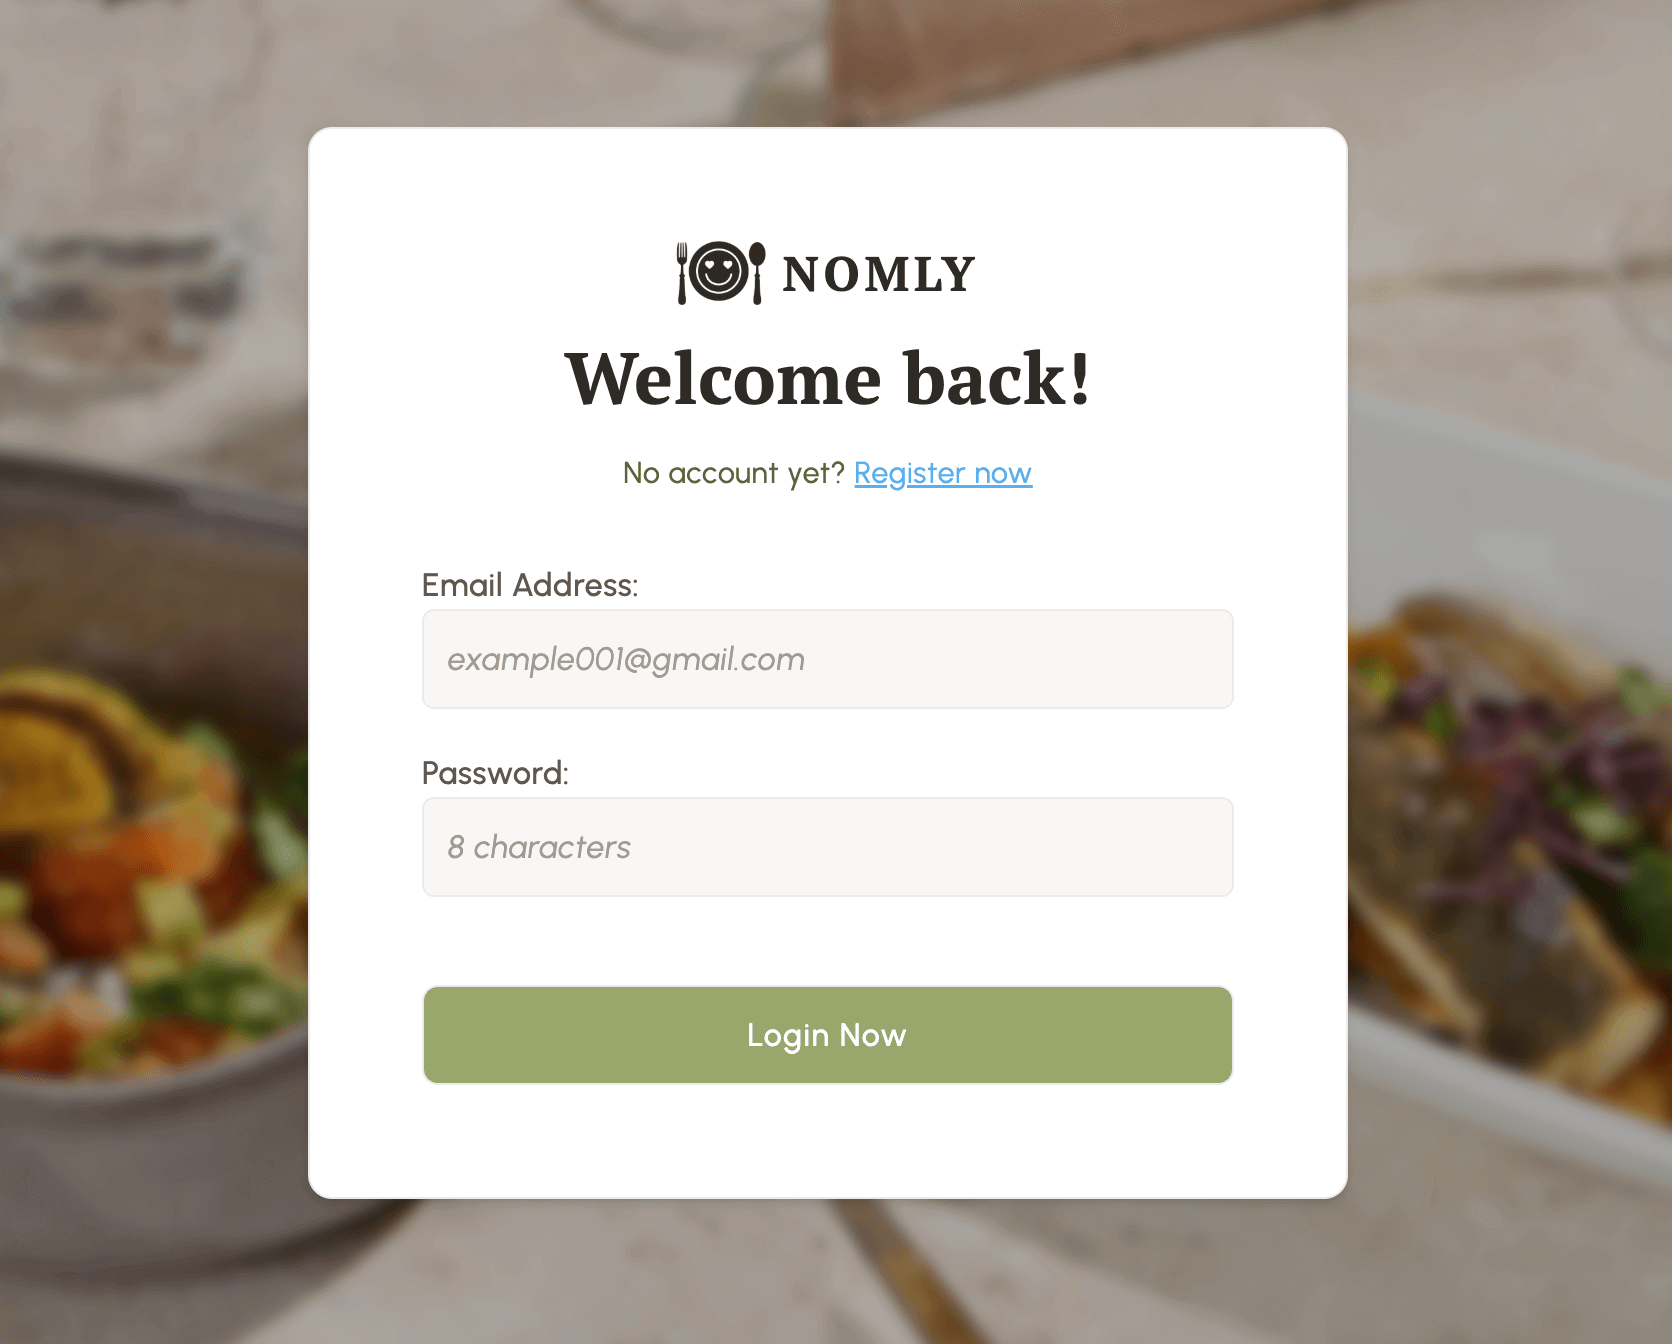 NOMLY
Welcome back!
No account yet? Register now
Email Address:
example001@gmail.com
Password:
8 characters
Login Now